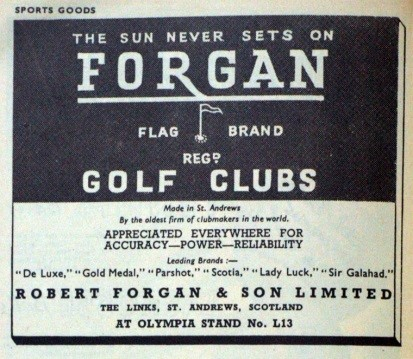 SPORTS GOODS
THE SUN NEVER SETS ON
FORGAN
FLAG BRAND
REGD
GOLF CLUBS
Made in St. Andrews
By the oldest firm of clubmakers in the world.
APPRECIATED EVERYWHERE FOR
ACCURACY—POWER—RELIABILITY
Leading Brands :—
"De Luxe," "Gold Medal," "Parshot," "Scotia," "Lady Luck," "Sir Galahad."
ROBERT FORGAN & SON LIMITED
THE LINKS, ST. ANDREWS, SCOTLAND
AT OLYMPIA STAND No. L13